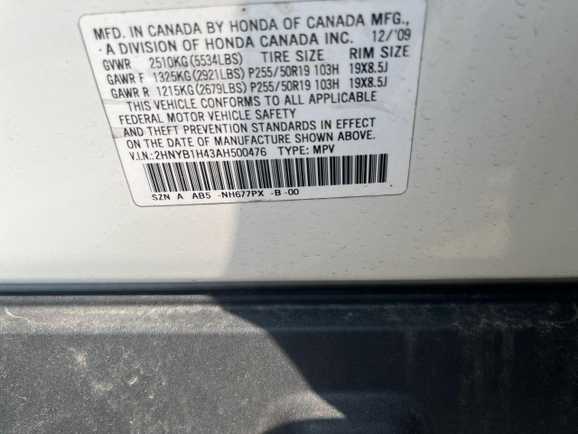 MFD. IN CANADA BY HONDA OF CANADA MFG.,
A DIVISION OF HONDA CANADA INC. 12/'09
GVWR 2510KG(5534LBS) TIRE SIZE RIM SIZE
GAWR F 1325KG(2921LBS) P255/50R19 103H 19X8.5J
GAWR R 1215KG(2679LBS) P255/50R19 103H 19X8.5J
THIS VEHICLE CONFORMS TO ALL APPLICABLE
FEDERAL MOTOR VEHICLE SAFETY
AND THEFT PREVENTION STANDARDS IN EFFECT
ON THE DATE OF MANUFACTURE SHOWN ABOVE.
V.I.N.:2HNYB1H43AH500476 TYPE: MPV
SZN A AB5 -NH677PX -B -00